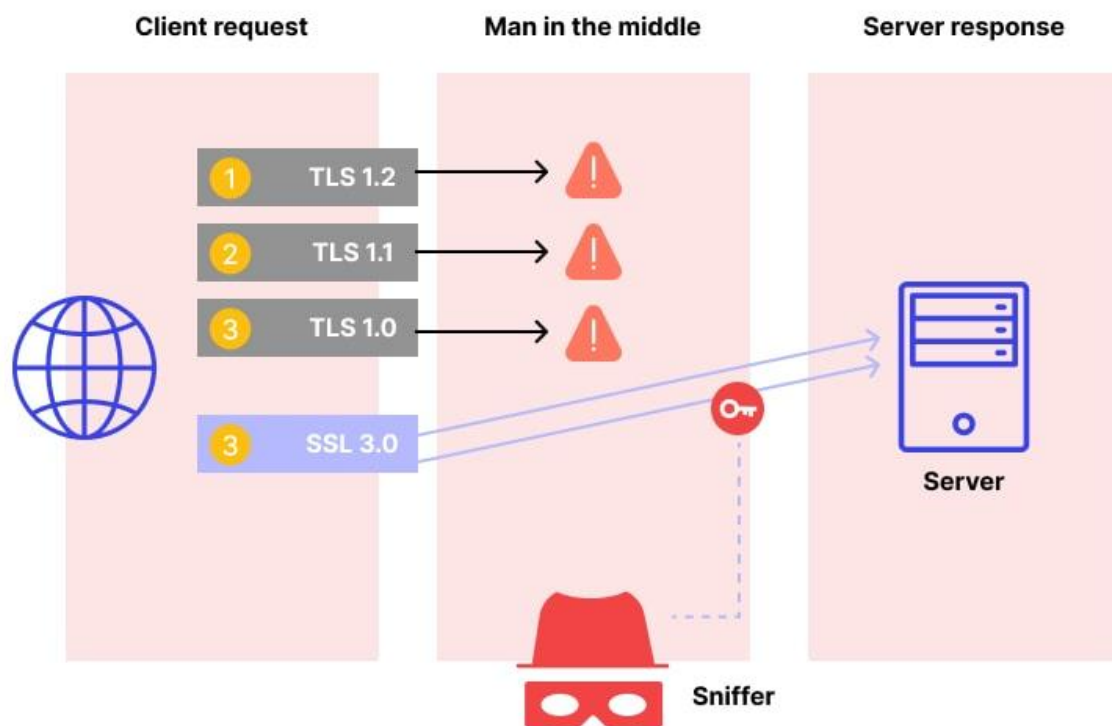 Client request
Man in the middle
Server response
1 TLS 1.2
2 TLS 1.1
3 TLS 1.0
3 SSL 3.0
Server
Sniffer